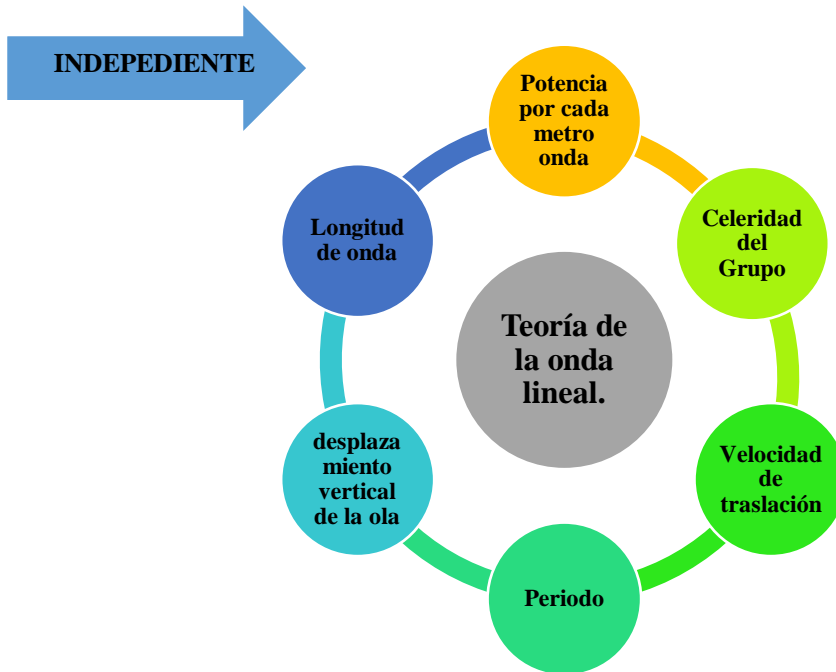 INDEPEDIENTE
Potencia
por cada
metro
onda
Celeridad
del
Grupo
Velocidad
de
traslación
Periodo
desplaza
miento
vertical
de la ola
Longitud
de onda
Teoría de
la onda
lineal.